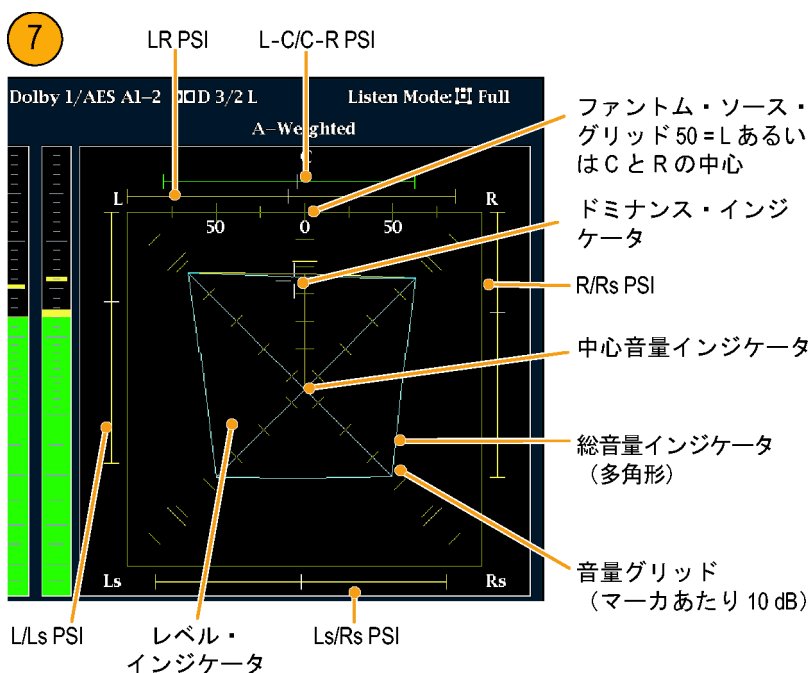 7
LR PSI
L-C/C-R PSI
Dolby 1/AES A1-2 D 3/2 L
Listen Mode: Full
A-Weighted
C
L
R
50
0
50
Ls
Rs
ファントム・ソース・
グリッド 50 = L あるい
は C と R の中心
ドミナンス・インジ
ケータ
R/Rs PSI
中心音量インジケータ
総音量インジケータ
(多角形)
音量グリッド
(マーカあたり 10 dB)
L/Ls PSI
レベル・
インジケータ
Ls/Rs PSI